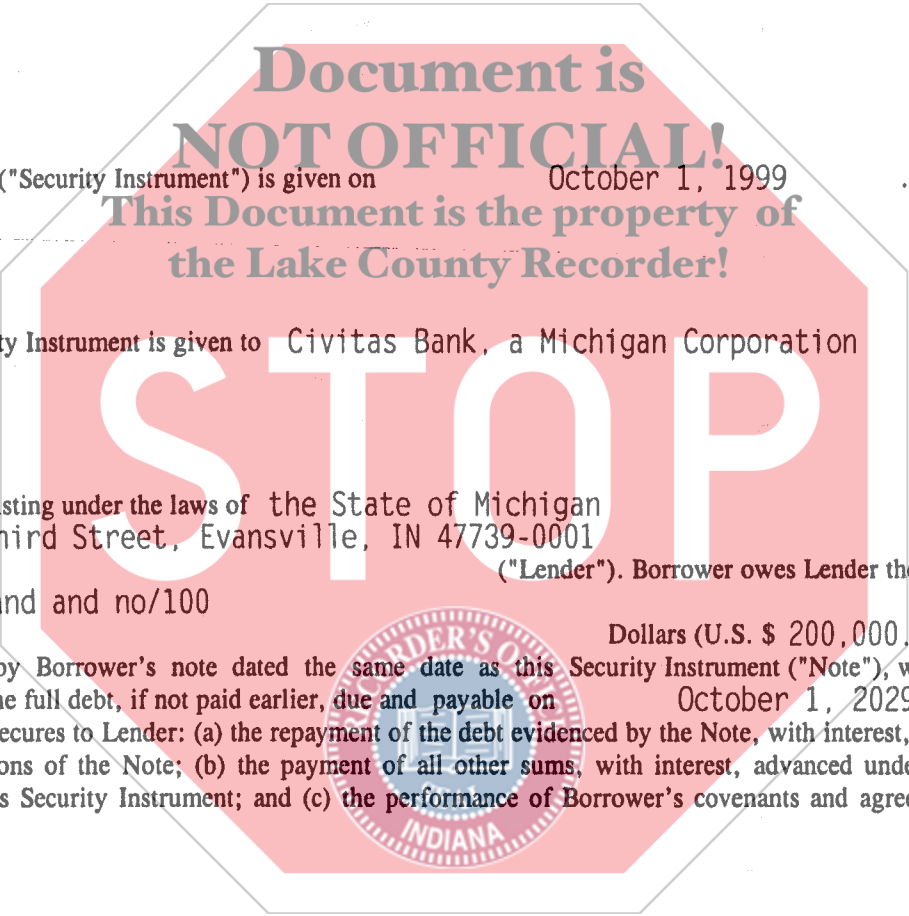 Document is
NOT OFFICIAL!
("Security Instrument") is given on October 1, 1999 .
This Document is the property of
the Lake County Recorder!
ty Instrument is given to Civitas Bank, a Michigan Corporation
STOP
sting under the laws of the State of Michigan
hird Street, Evansville, IN 47739-0001
("Lender"). Borrower owes Lender the
nd and no/100
Dollars (U.S. $ 200,000.
by Borrower's note dated the same date as this Security Instrument ("Note"), w
he full debt, if not paid earlier, due and payable on October 1, 2029
ecures to Lender: (a) the repayment of the debt evidenced by the Note, with interest,
ons of the Note; (b) the payment of all other sums, with interest, advanced unde
s Security Instrument; and (c) the performance of Borrower's covenants and agree
RECORDER'S OFFICE
SEAL
INDIANA